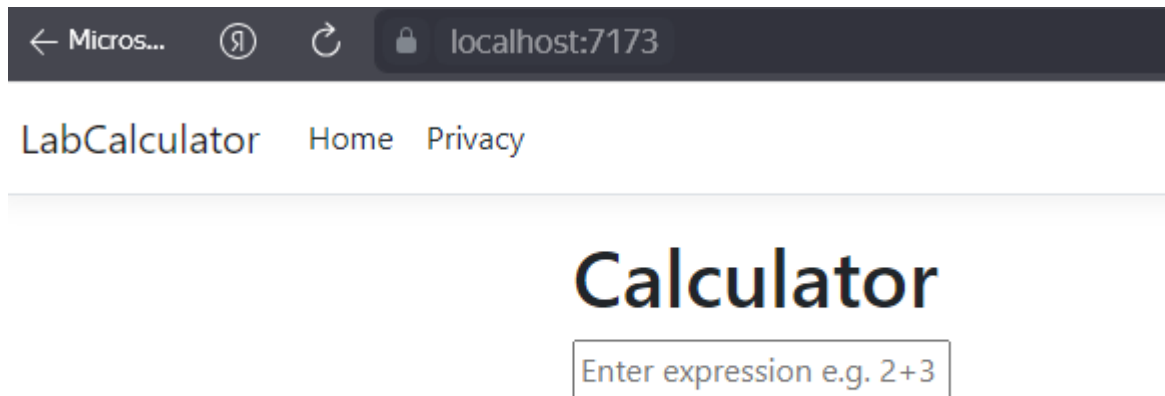 Micros... Я localhost:7173
LabCalculator Home Privacy
Calculator
Enter expression e.g. 2+3